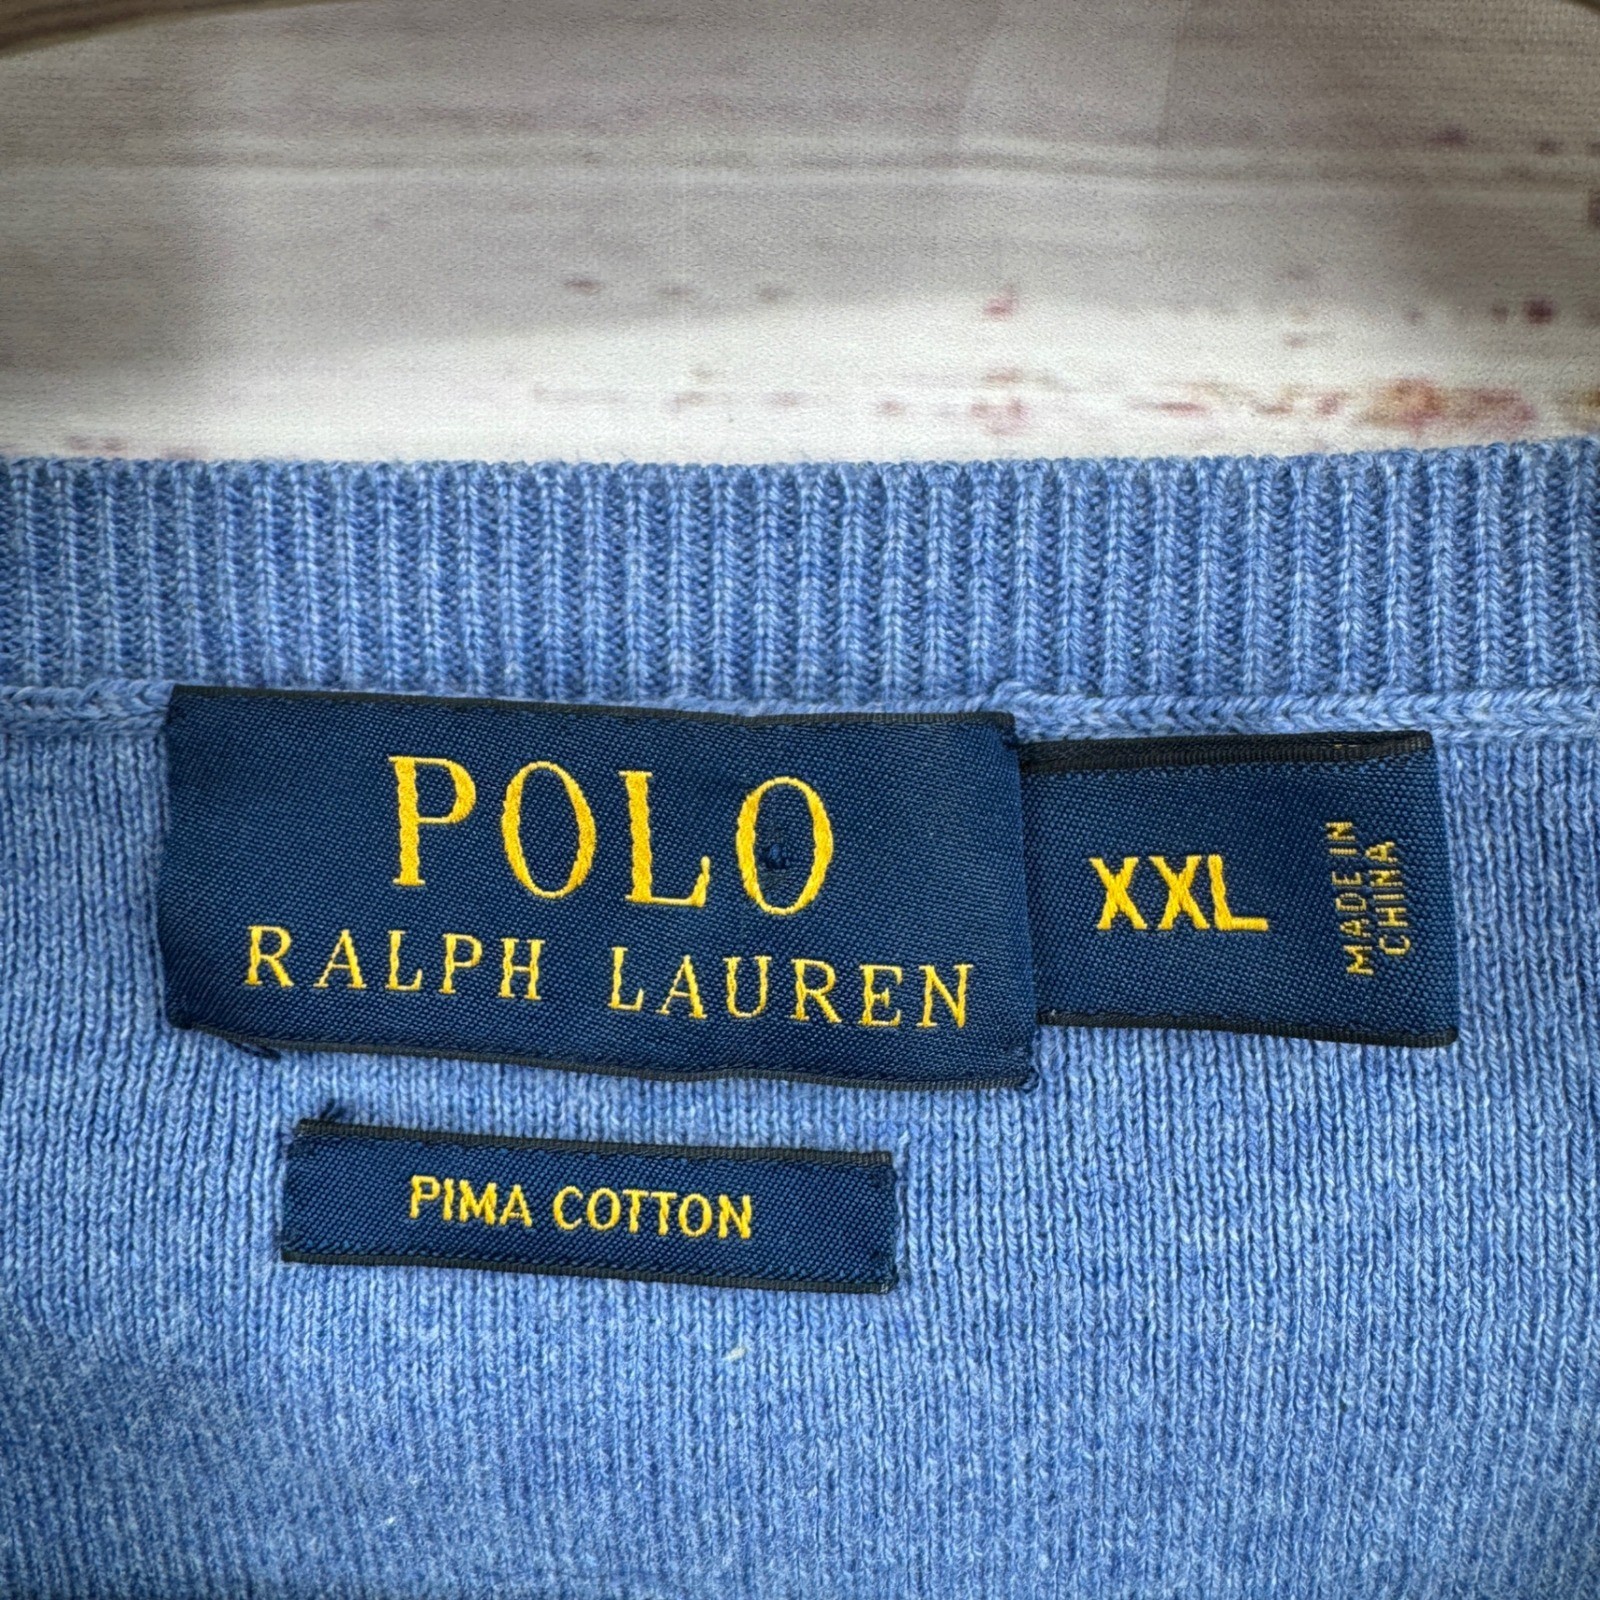 POLO
RALPH LAUREN
XXL
MADE IN
CHINA
PIMA COTTON